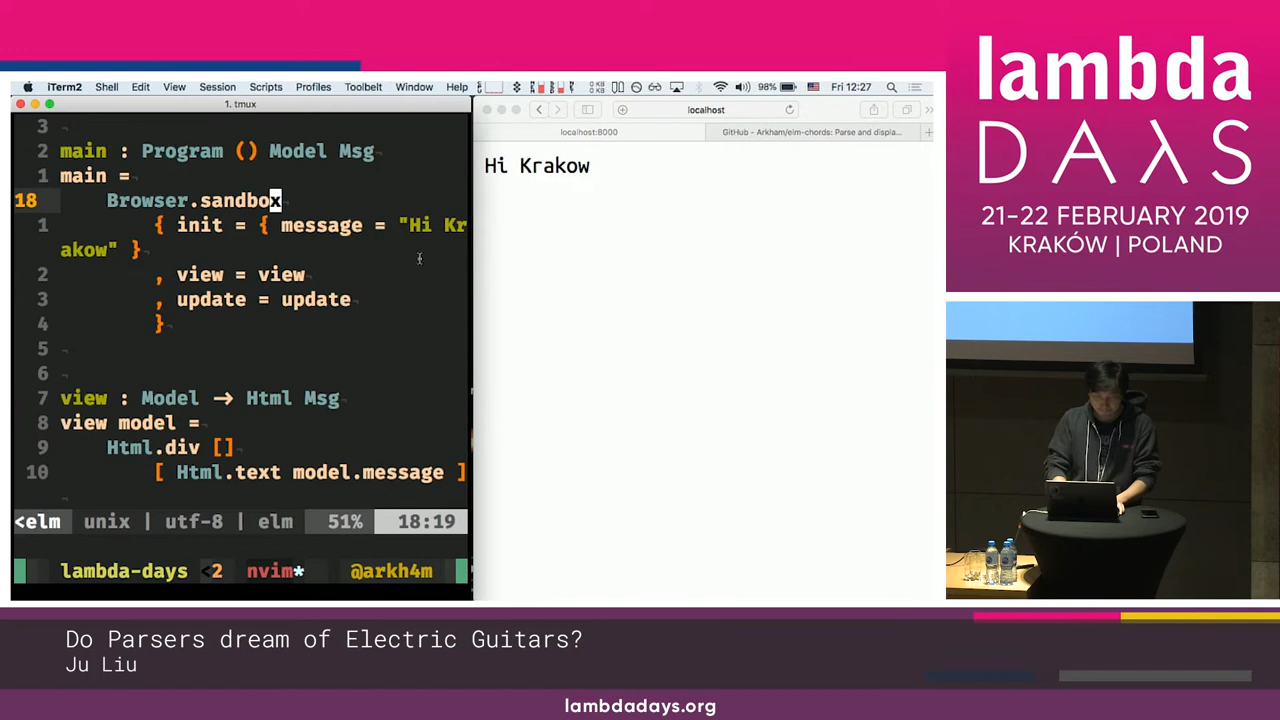 iTerm2 Shell Edit View Session Scripts Profiles Toolbelt Window Help
98% Fri 12:27
1. tmux
3
2 main : Program () Model Msg¬
1 main =
18 Browser.sandbox¬
1 { init = { message = "Hi Kr
akow" }¬
2 , view = view¬
3 , update = update¬
4 }¬
5 ¬
6 ¬
7 view : Model → Html Msg¬
8 view model =
9 Html.div []¬
10 [ Html.text model.message ]
<elm unix | utf-8 | elm 51% 18:19
lambda-days <2 nvim* @arkh4m
localhost
localhost:8000 GitHub - Arkham/elm-chords: Parse and displa...
Hi Krakow
lambda
DAλS
21-22 FEBRUARY 2019
KRAKÓW | POLAND
Do Parsers dream of Electric Guitars?
Ju Liu
lambdadays.org